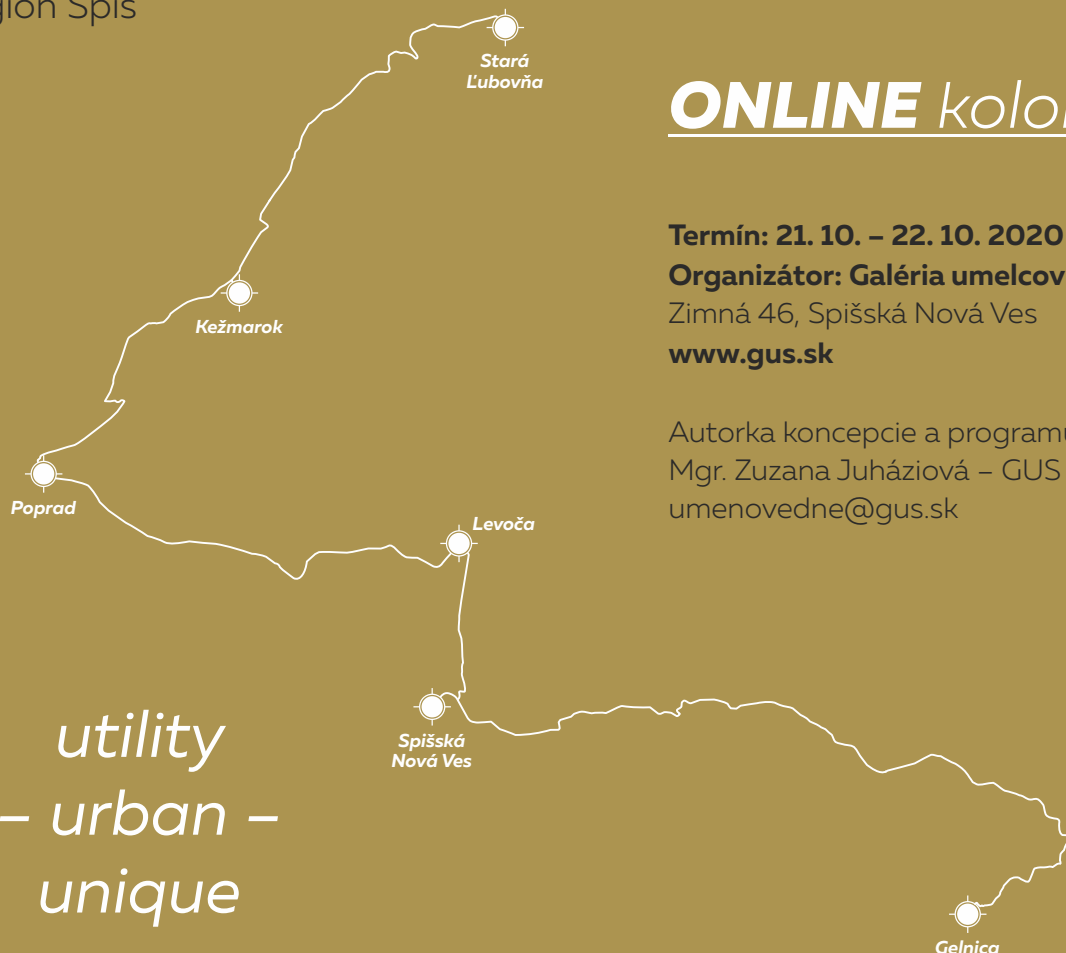 gión Spiš
Stará
Ľubovňa
Kežmarok
Poprad
Levoča
Spišská
Nová Ves
Gelnica
utility
– urban –
unique
ONLINE kolo
Termín: 21. 10. – 22. 10. 2020
Organizátor: Galéria umelcov
Zimná 46, Spišská Nová Ves
www.gus.sk
Autorka koncepcie a programu
Mgr. Zuzana Juháziová – GUS
umenovedne@gus.sk